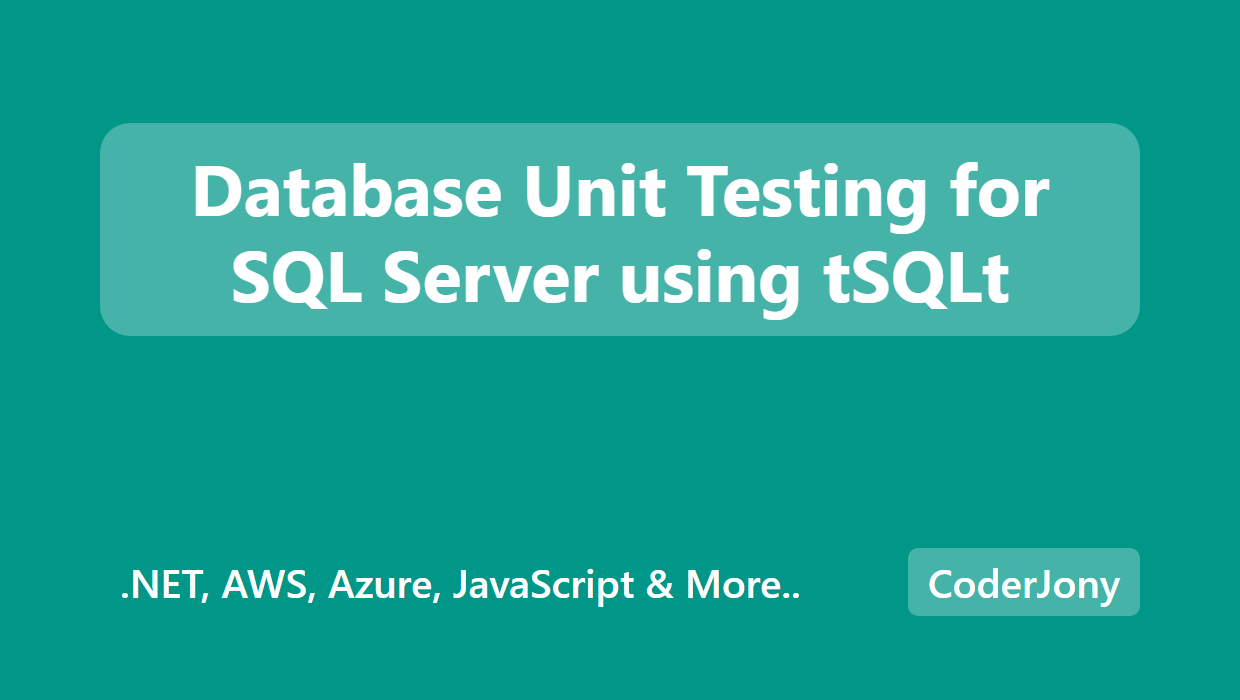 Database Unit Testing for
SQL Server using tSQLt
.NET, AWS, Azure, JavaScript & More..
CoderJony